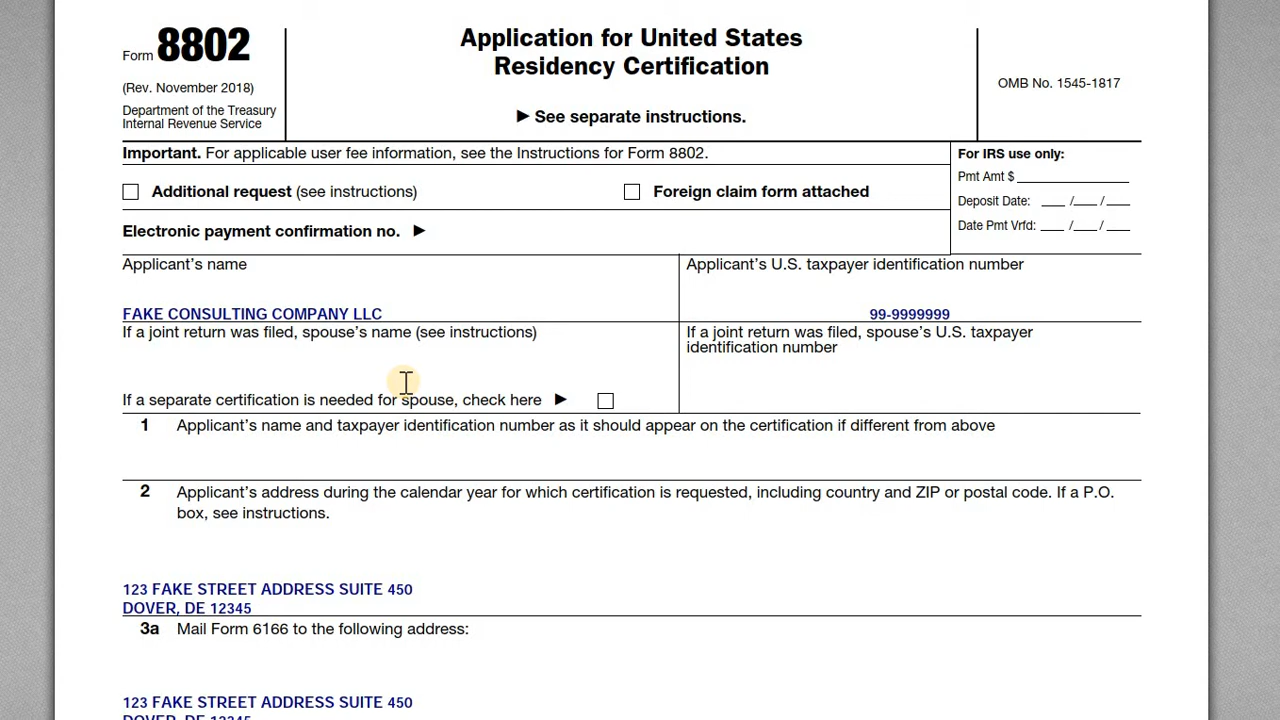 Form 8802
(Rev. November 2018)
Department of the Treasury
Internal Revenue Service
Application for United States
Residency Certification
▶ See separate instructions.
OMB No. 1545-1817
Important. For applicable user fee information, see the Instructions for Form 8802.
Additional request (see instructions)
Foreign claim form attached
Electronic payment confirmation no. ▶
For IRS use only:
Pmt Amt $
Deposit Date: / /
Date Pmt Vrfd: / /
Applicant's name
FAKE CONSULTING COMPANY LLC
Applicant's U.S. taxpayer identification number
99-9999999
If a joint return was filed, spouse's name (see instructions)
If a joint return was filed, spouse's U.S. taxpayer
identification number
If a separate certification is needed for spouse, check here ▶
1 Applicant's name and taxpayer identification number as it should appear on the certification if different from above
2 Applicant's address during the calendar year for which certification is requested, including country and ZIP or postal code. If a P.O.
box, see instructions.
123 FAKE STREET ADDRESS SUITE 450
DOVER, DE 12345
3a Mail Form 6166 to the following address:
123 FAKE STREET ADDRESS SUITE 450
DOVER, DE 12345